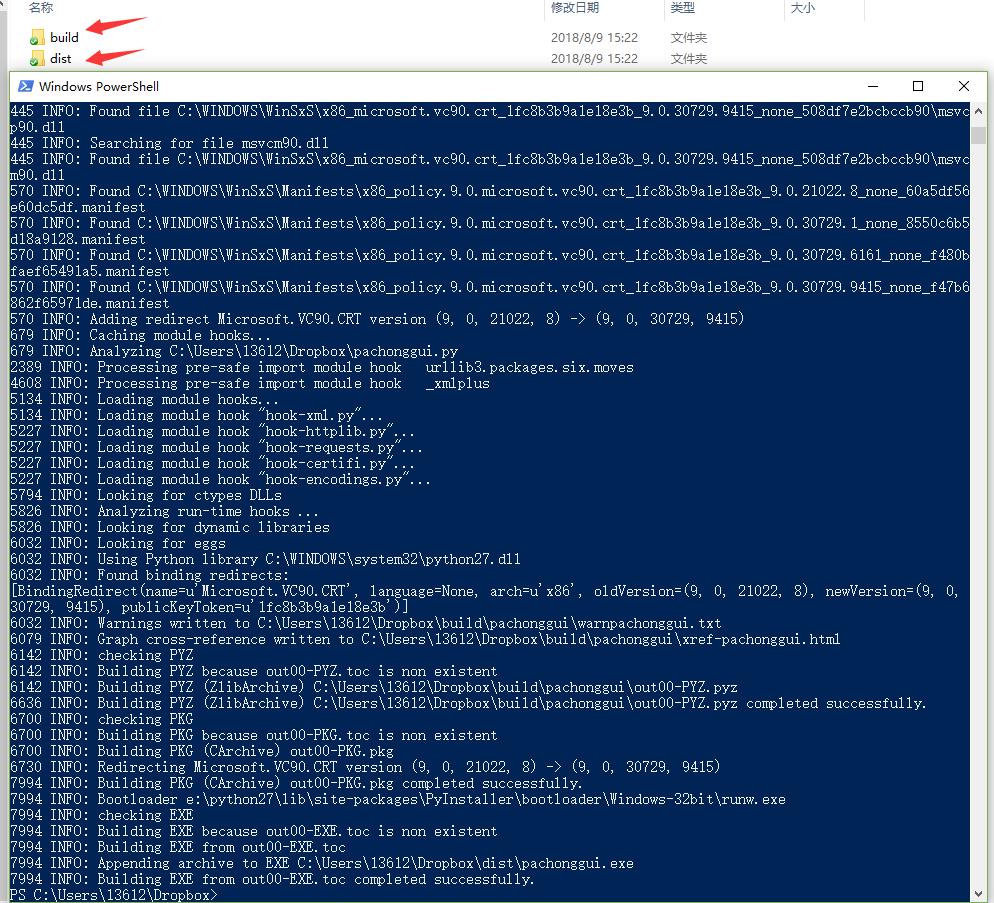 名称 修改日期 类型 大小
build 2018/8/9 15:22 文件夹
dist 2018/8/9 15:22 文件夹
Windows PowerShell
445 INFO: Found file C:\WINDOWS\WinSxS\x86_microsoft.vc90.crt_1fc8b3b9a1e18e3b_9.0.30729.9415_none_508df7e2bcbccb90\msvc
p90.dll
445 INFO: Searching for file msvcm90.dll
445 INFO: Found file C:\WINDOWS\WinSxS\x86_microsoft.vc90.crt_1fc8b3b9a1e18e3b_9.0.30729.9415_none_508df7e2bcbccb90\msvc
m90.dll
570 INFO: Found C:\WINDOWS\WinSxS\Manifests\x86_policy.9.0.microsoft.vc90.crt_1fc8b3b9a1e18e3b_9.0.21022.8_none_60a5df56
e60dc5df.manifest
570 INFO: Found C:\WINDOWS\WinSxS\Manifests\x86_policy.9.0.microsoft.vc90.crt_1fc8b3b9a1e18e3b_9.0.30729.1_none_8550c6b5
d18a9128.manifest
570 INFO: Found C:\WINDOWS\WinSxS\Manifests\x86_policy.9.0.microsoft.vc90.crt_1fc8b3b9a1e18e3b_9.0.30729.6161_none_f480b
faef65491a5.manifest
570 INFO: Found C:\WINDOWS\WinSxS\Manifests\x86_policy.9.0.microsoft.vc90.crt_1fc8b3b9a1e18e3b_9.0.30729.9415_none_f47b6
862f65971de.manifest
570 INFO: Adding redirect Microsoft.VC90.CRT version (9, 0, 21022, 8) -> (9, 0, 30729, 9415)
679 INFO: Caching module hooks...
679 INFO: Analyzing C:\Users\13612\Dropbox\pachonggui.py
2389 INFO: Processing pre-safe import module hook   urllib3.packages.six.moves
4608 INFO: Processing pre-safe import module hook   _xmlplus
5134 INFO: Loading module hooks...
5134 INFO: Loading module hook "hook-xml.py"...
5227 INFO: Loading module hook "hook-httplib.py"...
5227 INFO: Loading module hook "hook-requests.py"...
5227 INFO: Loading module hook "hook-certifi.py"...
5227 INFO: Loading module hook "hook-encodings.py"...
5794 INFO: Looking for ctypes DLLs
5826 INFO: Analyzing run-time hooks ...
5826 INFO: Looking for dynamic libraries
6032 INFO: Looking for eggs
6032 INFO: Using Python library C:\WINDOWS\system32\python27.dll
6032 INFO: Found binding redirects:
[BindingRedirect(name=u'Microsoft.VC90.CRT', language=None, arch=u'x86', oldVersion=(9, 0, 21022, 8), newVersion=(9, 0,
30729, 9415), publicKeyToken=u'1fc8b3b9a1e18e3b')]
6032 INFO: Warnings written to C:\Users\13612\Dropbox\build\pachonggui\warnpachonggui.txt
6079 INFO: Graph cross-reference written to C:\Users\13612\Dropbox\build\pachonggui\xref-pachonggui.html
6142 INFO: checking PYZ
6142 INFO: Building PYZ because out00-PYZ.toc is non existent
6142 INFO: Building PYZ (ZlibArchive) C:\Users\13612\Dropbox\build\pachonggui\out00-PYZ.pyz
6636 INFO: Building PYZ (ZlibArchive) C:\Users\13612\Dropbox\build\pachonggui\out00-PYZ.pyz completed successfully.
6700 INFO: checking PKG
6700 INFO: Building PKG because out00-PKG.toc is non existent
6700 INFO: Building PKG (CArchive) out00-PKG.pkg
6730 INFO: Redirecting Microsoft.VC90.CRT version (9, 0, 21022, 8) -> (9, 0, 30729, 9415)
7994 INFO: Building PKG (CArchive) out00-PKG.pkg completed successfully.
7994 INFO: Bootloader e:\python27\lib\site-packages\PyInstaller\bootloader\Windows-32bit\runw.exe
7994 INFO: checking EXE
7994 INFO: Building EXE because out00-EXE.toc is non existent
7994 INFO: Building EXE from out00-EXE.toc
7994 INFO: Appending archive to EXE C:\Users\13612\Dropbox\dist\pachonggui.exe
7994 INFO: Building EXE from out00-EXE.toc completed successfully.
PS C:\Users\13612\Dropbox>